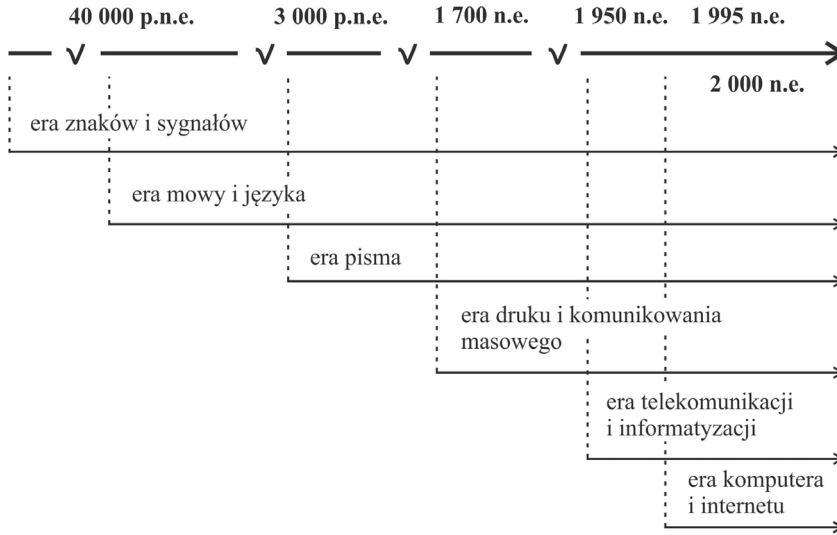 40 000 p.n.e. 3 000 p.n.e. 1 700 n.e. 1 950 n.e. 1 995 n.e.
2 000 n.e.
era znaków i sygnałów
era mowy i języka
era pisma
era druku i komunikowania
masowego
era telekomunikacji
i informatyzacji
era komputera
i internetu